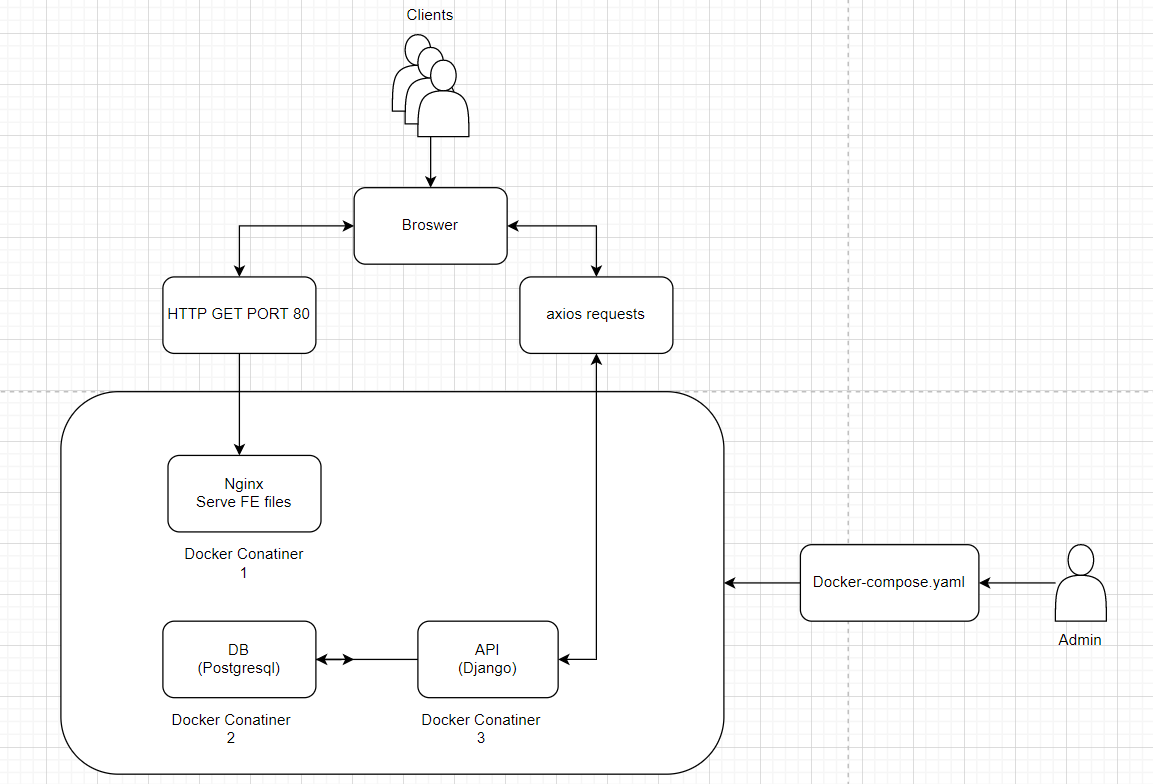 Clients
Broswer
HTTP GET PORT 80
axios requests
Nginx
Serve FE files
Docker Conatiner
1
Docker-compose.yaml
Admin
DB
(Postgresql)
API
(Django)
Docker Conatiner
2
Docker Conatiner
3